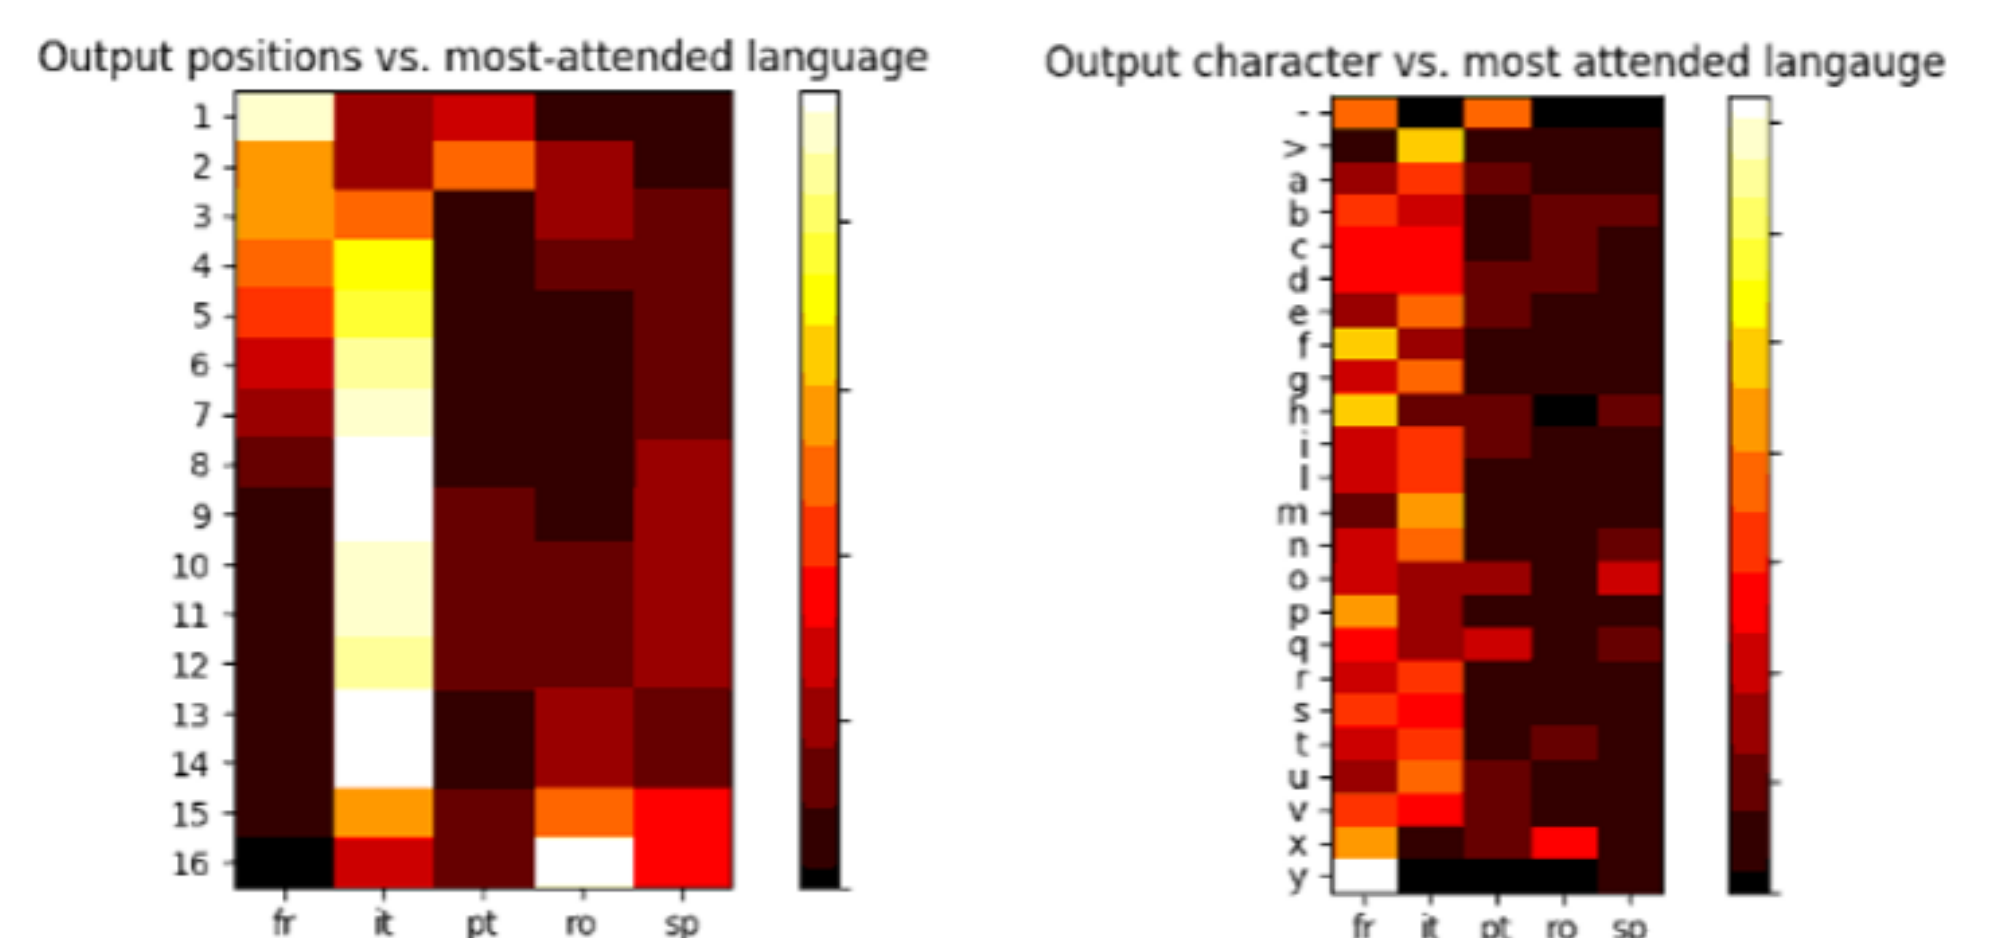 Output positions vs. most-attended language
1
2
3
4
5
6
7
8
9
10
11
12
13
14
15
16
fr it pt ro sp
Output character vs. most attended langauge
-
>
a
b
c
d
e
f
g
h
i
l
m
n
o
p
q
r
s
t
u
v
x
y
fr it pt ro sp